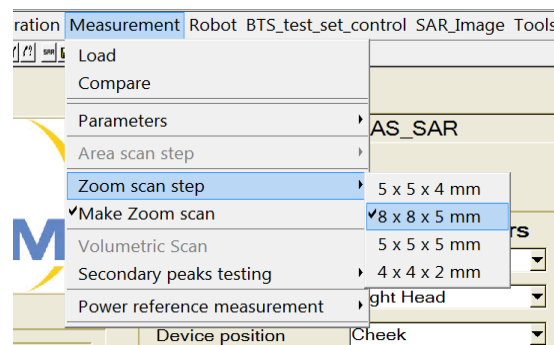 ration Measurement Robot BTS_test_set_control SAR_Image Tools
Load
Compare
Parameters
AS_SAR
Area scan step
Zoom scan step
5 x 5 x 4 mm
✔Make Zoom scan
✔8 x 8 x 5 mm
rs
Volumetric Scan
5 x 5 x 5 mm
Secondary peaks testing
4 x 4 x 2 mm
Power reference measurement
ght Head
Device position
Cheek
M